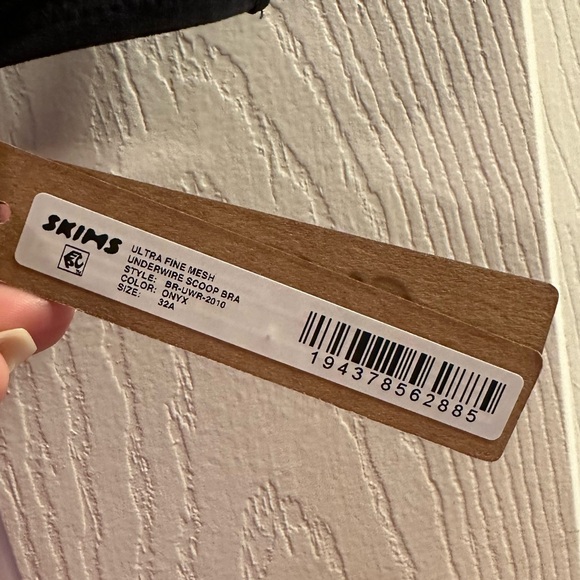 SKIMS
ULTRA FINE MESH
UNDERWIRE SCOOP BRA
STYLE: BR-UWR-2010
COLOR: ONYX
SIZE: 32A
194378562885